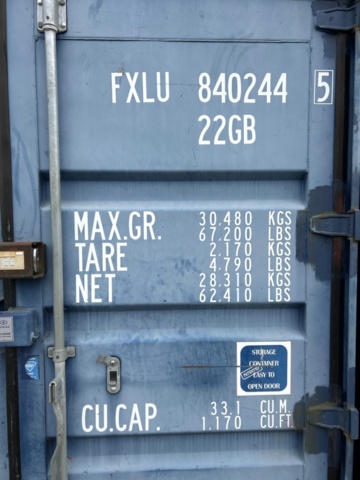 FXLU 840244 5
22GB
MAX.GR. 30.480 KGS
67.200 LBS
TARE 2.170 KGS
4.790 LBS
NET 28.310 KGS
62.410 LBS
STORAGE
CONTAINER
EASY TO
OPEN DOOR
CU.CAP. 33.1 CU.M.
1.170 CU.FT.